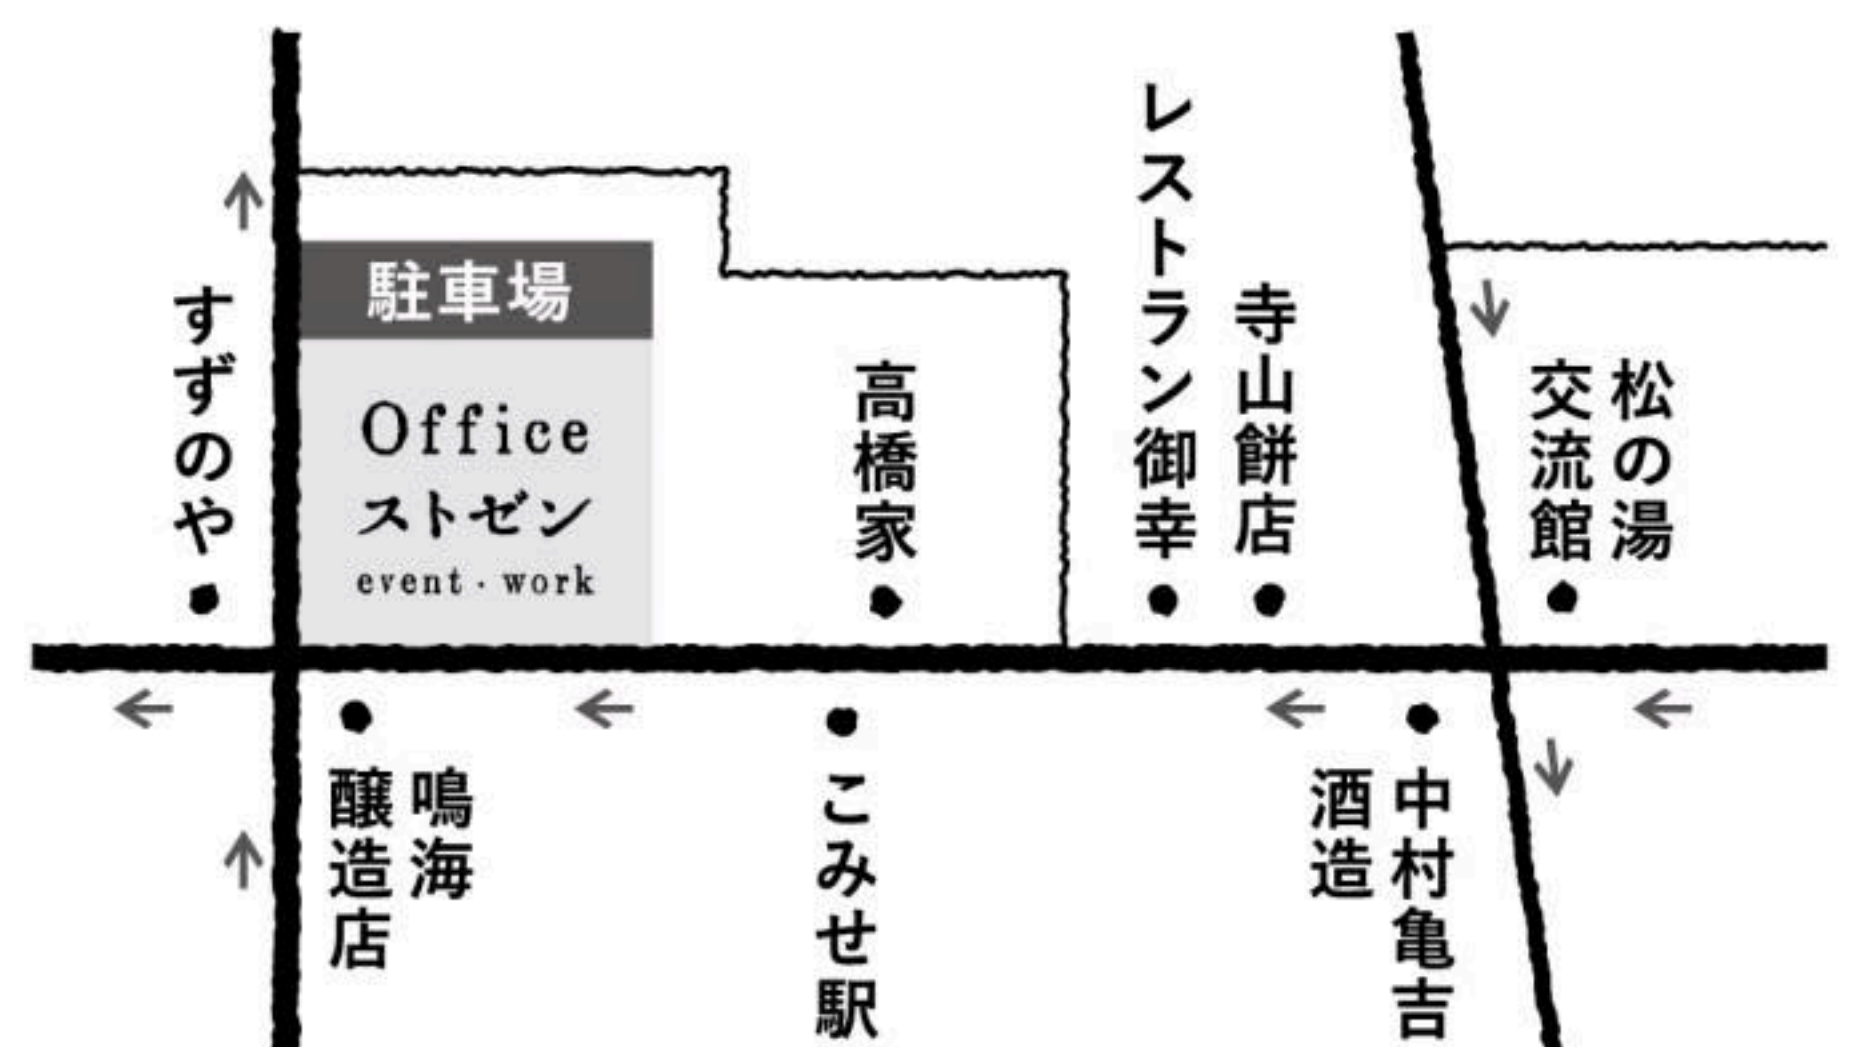 すずのや
駐車場
Office
ストゼン
event・work
高橋家
レストラン御幸
寺山餅店
松の湯
交流館
鳴海
醸造店
こみせ駅
中村亀吉
酒造